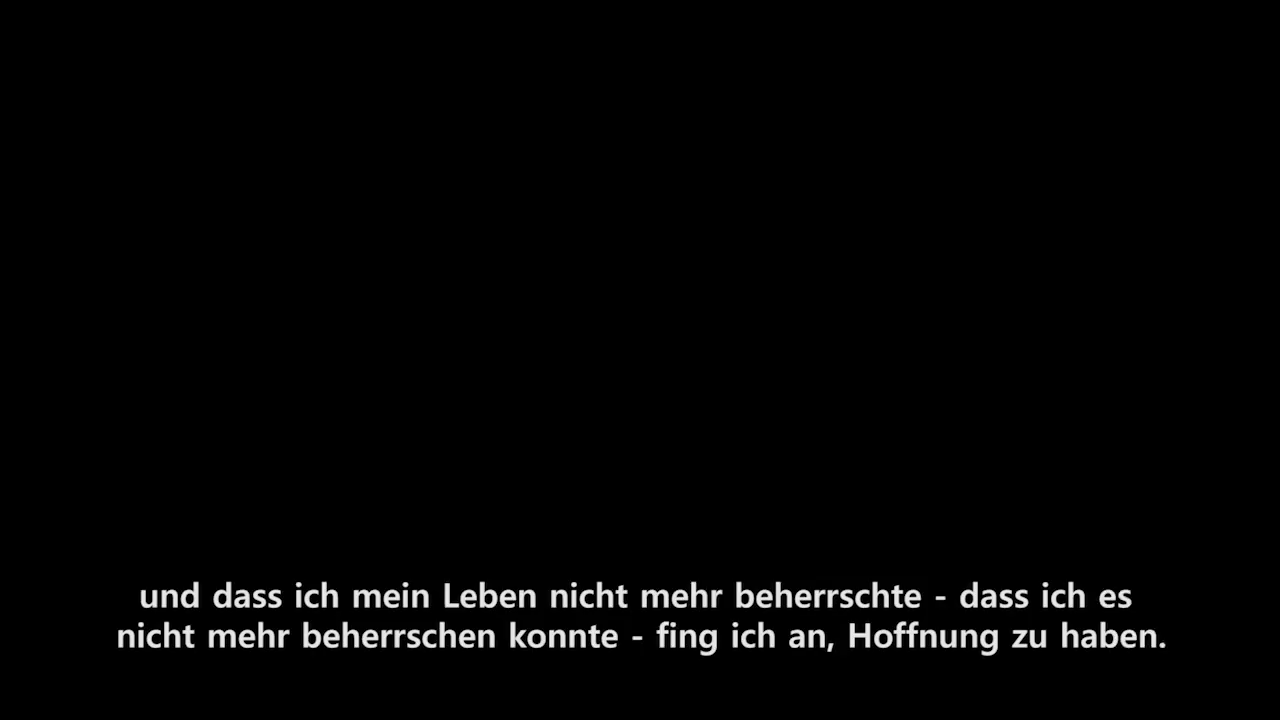 und dass ich mein Leben nicht mehr beherrschte - dass ich es
nicht mehr beherrschen konnte - fing ich an, Hoffnung zu haben.